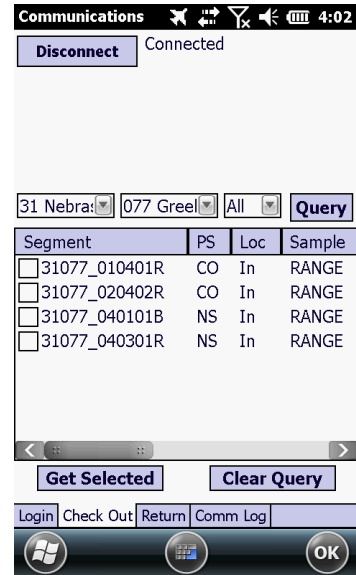 Communications 4:02
Disconnect Connected
31 Nebras 077 Greel All Query
Segment PS Loc Sample
31077_010401R CO In RANGE
31077_020402R CO In RANGE
31077_040101B NS In RANGE
31077_040301R NS In RANGE
Get Selected Clear Query
Login Check Out Return Comm Log
OK